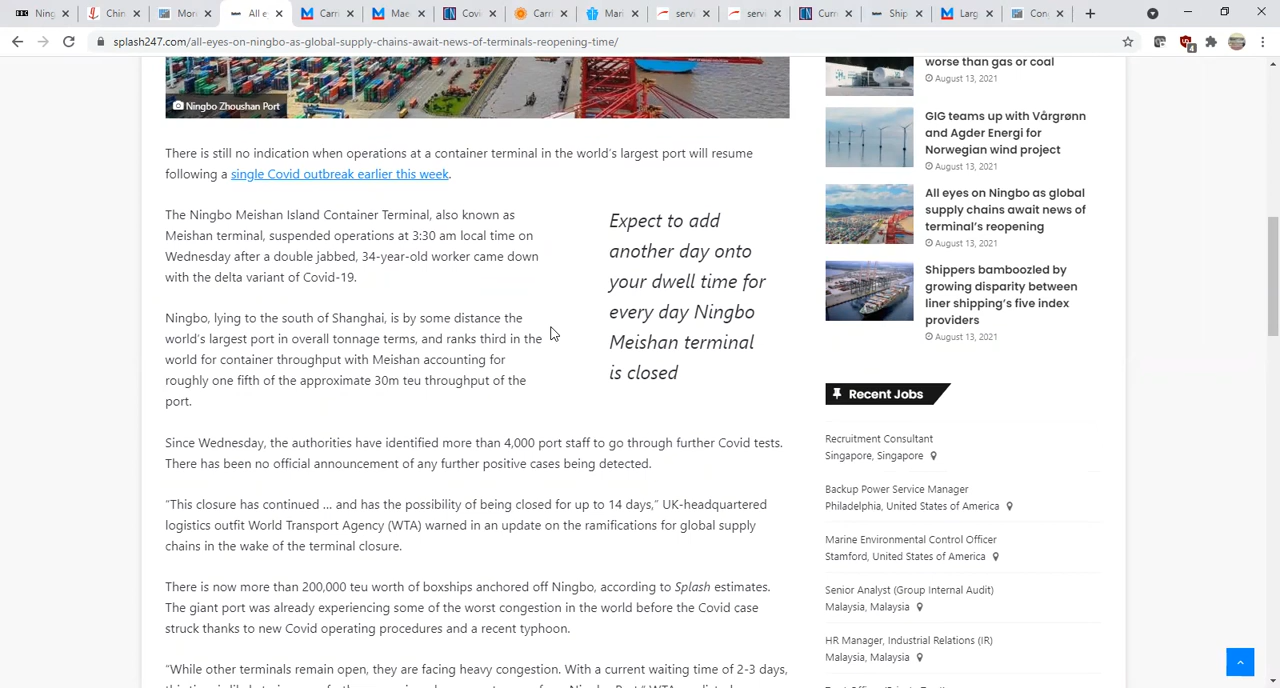 Ning
Chin
Mor
All e
Carr
Mae
Covi
Carri
Mari
servi
servi
Curr
Ship
Larg
Con
splash247.com/all-eyes-on-ningbo-as-global-supply-chains-await-news-of-terminals-reopening-time/
4
Ningbo Zhoushan Port
There is still no indication when operations at a container terminal in the world's largest port will resume
following a single Covid outbreak earlier this week.
The Ningbo Meishan Island Container Terminal, also known as
Meishan terminal, suspended operations at 3:30 am local time on
Wednesday after a double jabbed, 34-year-old worker came down
with the delta variant of Covid-19.
Expect to add
another day onto
your dwell time for
every day Ningbo
Meishan terminal
is closed
Ningbo, lying to the south of Shanghai, is by some distance the
world's largest port in overall tonnage terms, and ranks third in the
world for container throughput with Meishan accounting for
roughly one fifth of the approximate 30m teu throughput of the
port.
Since Wednesday, the authorities have identified more than 4,000 port staff to go through further Covid tests.
There has been no official announcement of any further positive cases being detected.
“This closure has continued … and has the possibility of being closed for up to 14 days,” UK-headquartered
logistics outfit World Transport Agency (WTA) warned in an update on the ramifications for global supply
chains in the wake of the terminal closure.
There is now more than 200,000 teu worth of boxships anchored off Ningbo, according to Splash estimates.
The giant port was already experiencing some of the worst congestion in the world before the Covid case
struck thanks to new Covid operating procedures and a recent typhoon.
“While other terminals remain open, they are facing heavy congestion. With a current waiting time of 2-3 days,
worse than gas or coal
August 13, 2021
GIG teams up with Vårgrønn
and Agder Energi for
Norwegian wind project
August 13, 2021
All eyes on Ningbo as global
supply chains await news of
terminal's reopening
August 13, 2021
Shippers bamboozled by
growing disparity between
liner shipping's five index
providers
August 13, 2021
Recent Jobs
Recruitment Consultant
Singapore, Singapore
Backup Power Service Manager
Philadelphia, United States of America
Marine Environmental Control Officer
Stamford, United States of America
Senior Analyst (Group Internal Audit)
Malaysia, Malaysia
HR Manager, Industrial Relations (IR)
Malaysia, Malaysia